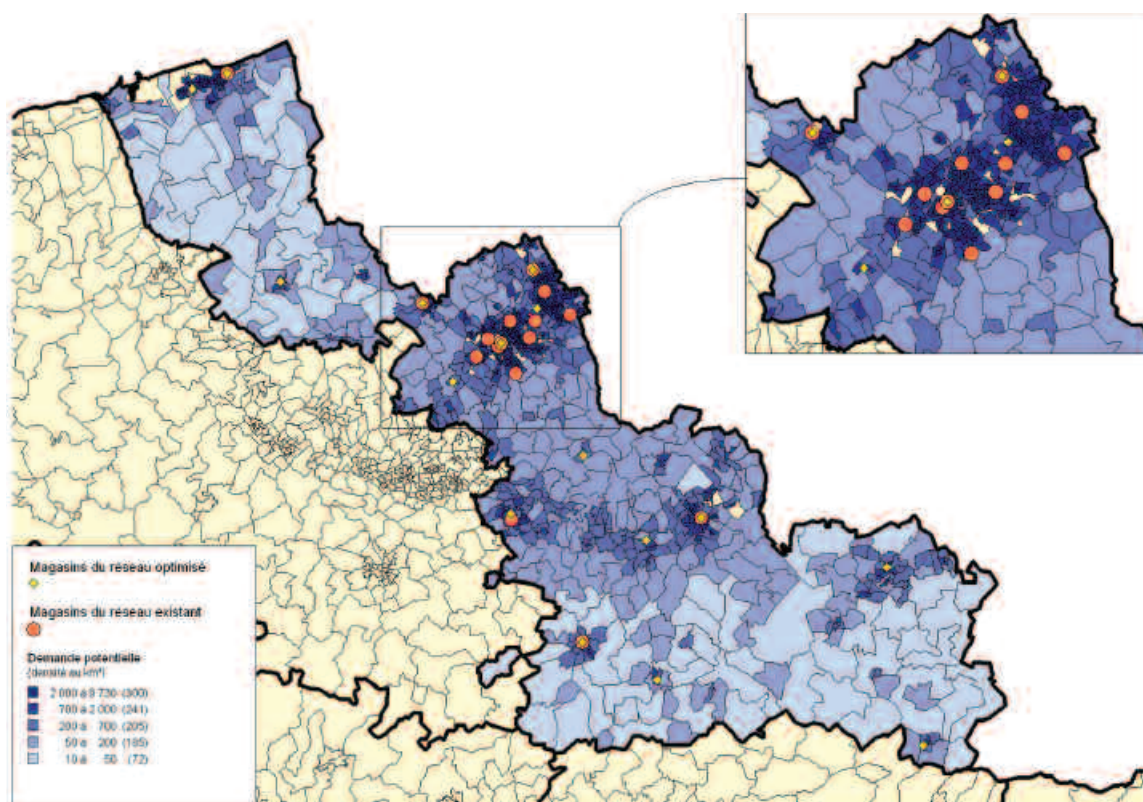 Magasins du réseau optimisé
Magasins du réseau existant
Demande potentielle
(densité au km²)
2 000 à 9 730 (300)
700 à 2 000 (241)
200 à 700 (205)
50 à 200 (185)
10 à 50 (72)